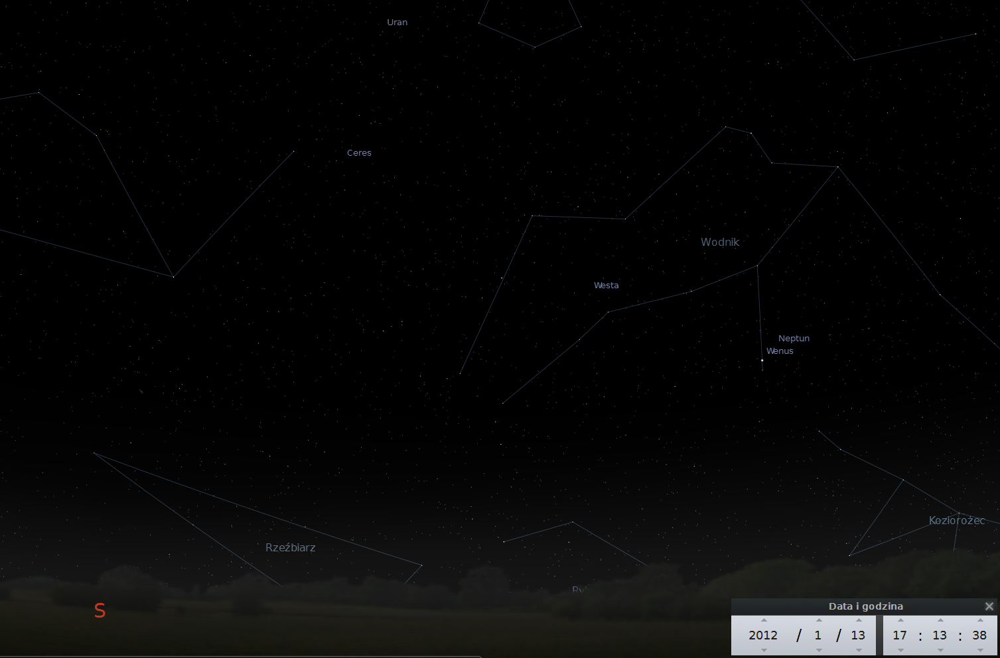 Uran
Ceres
Wodnik
Westa
Neptun
Wenus
Koziorożec
Rzeźbiarz
S
Data i godzina
2012 / 1 / 13 17 : 13 : 38